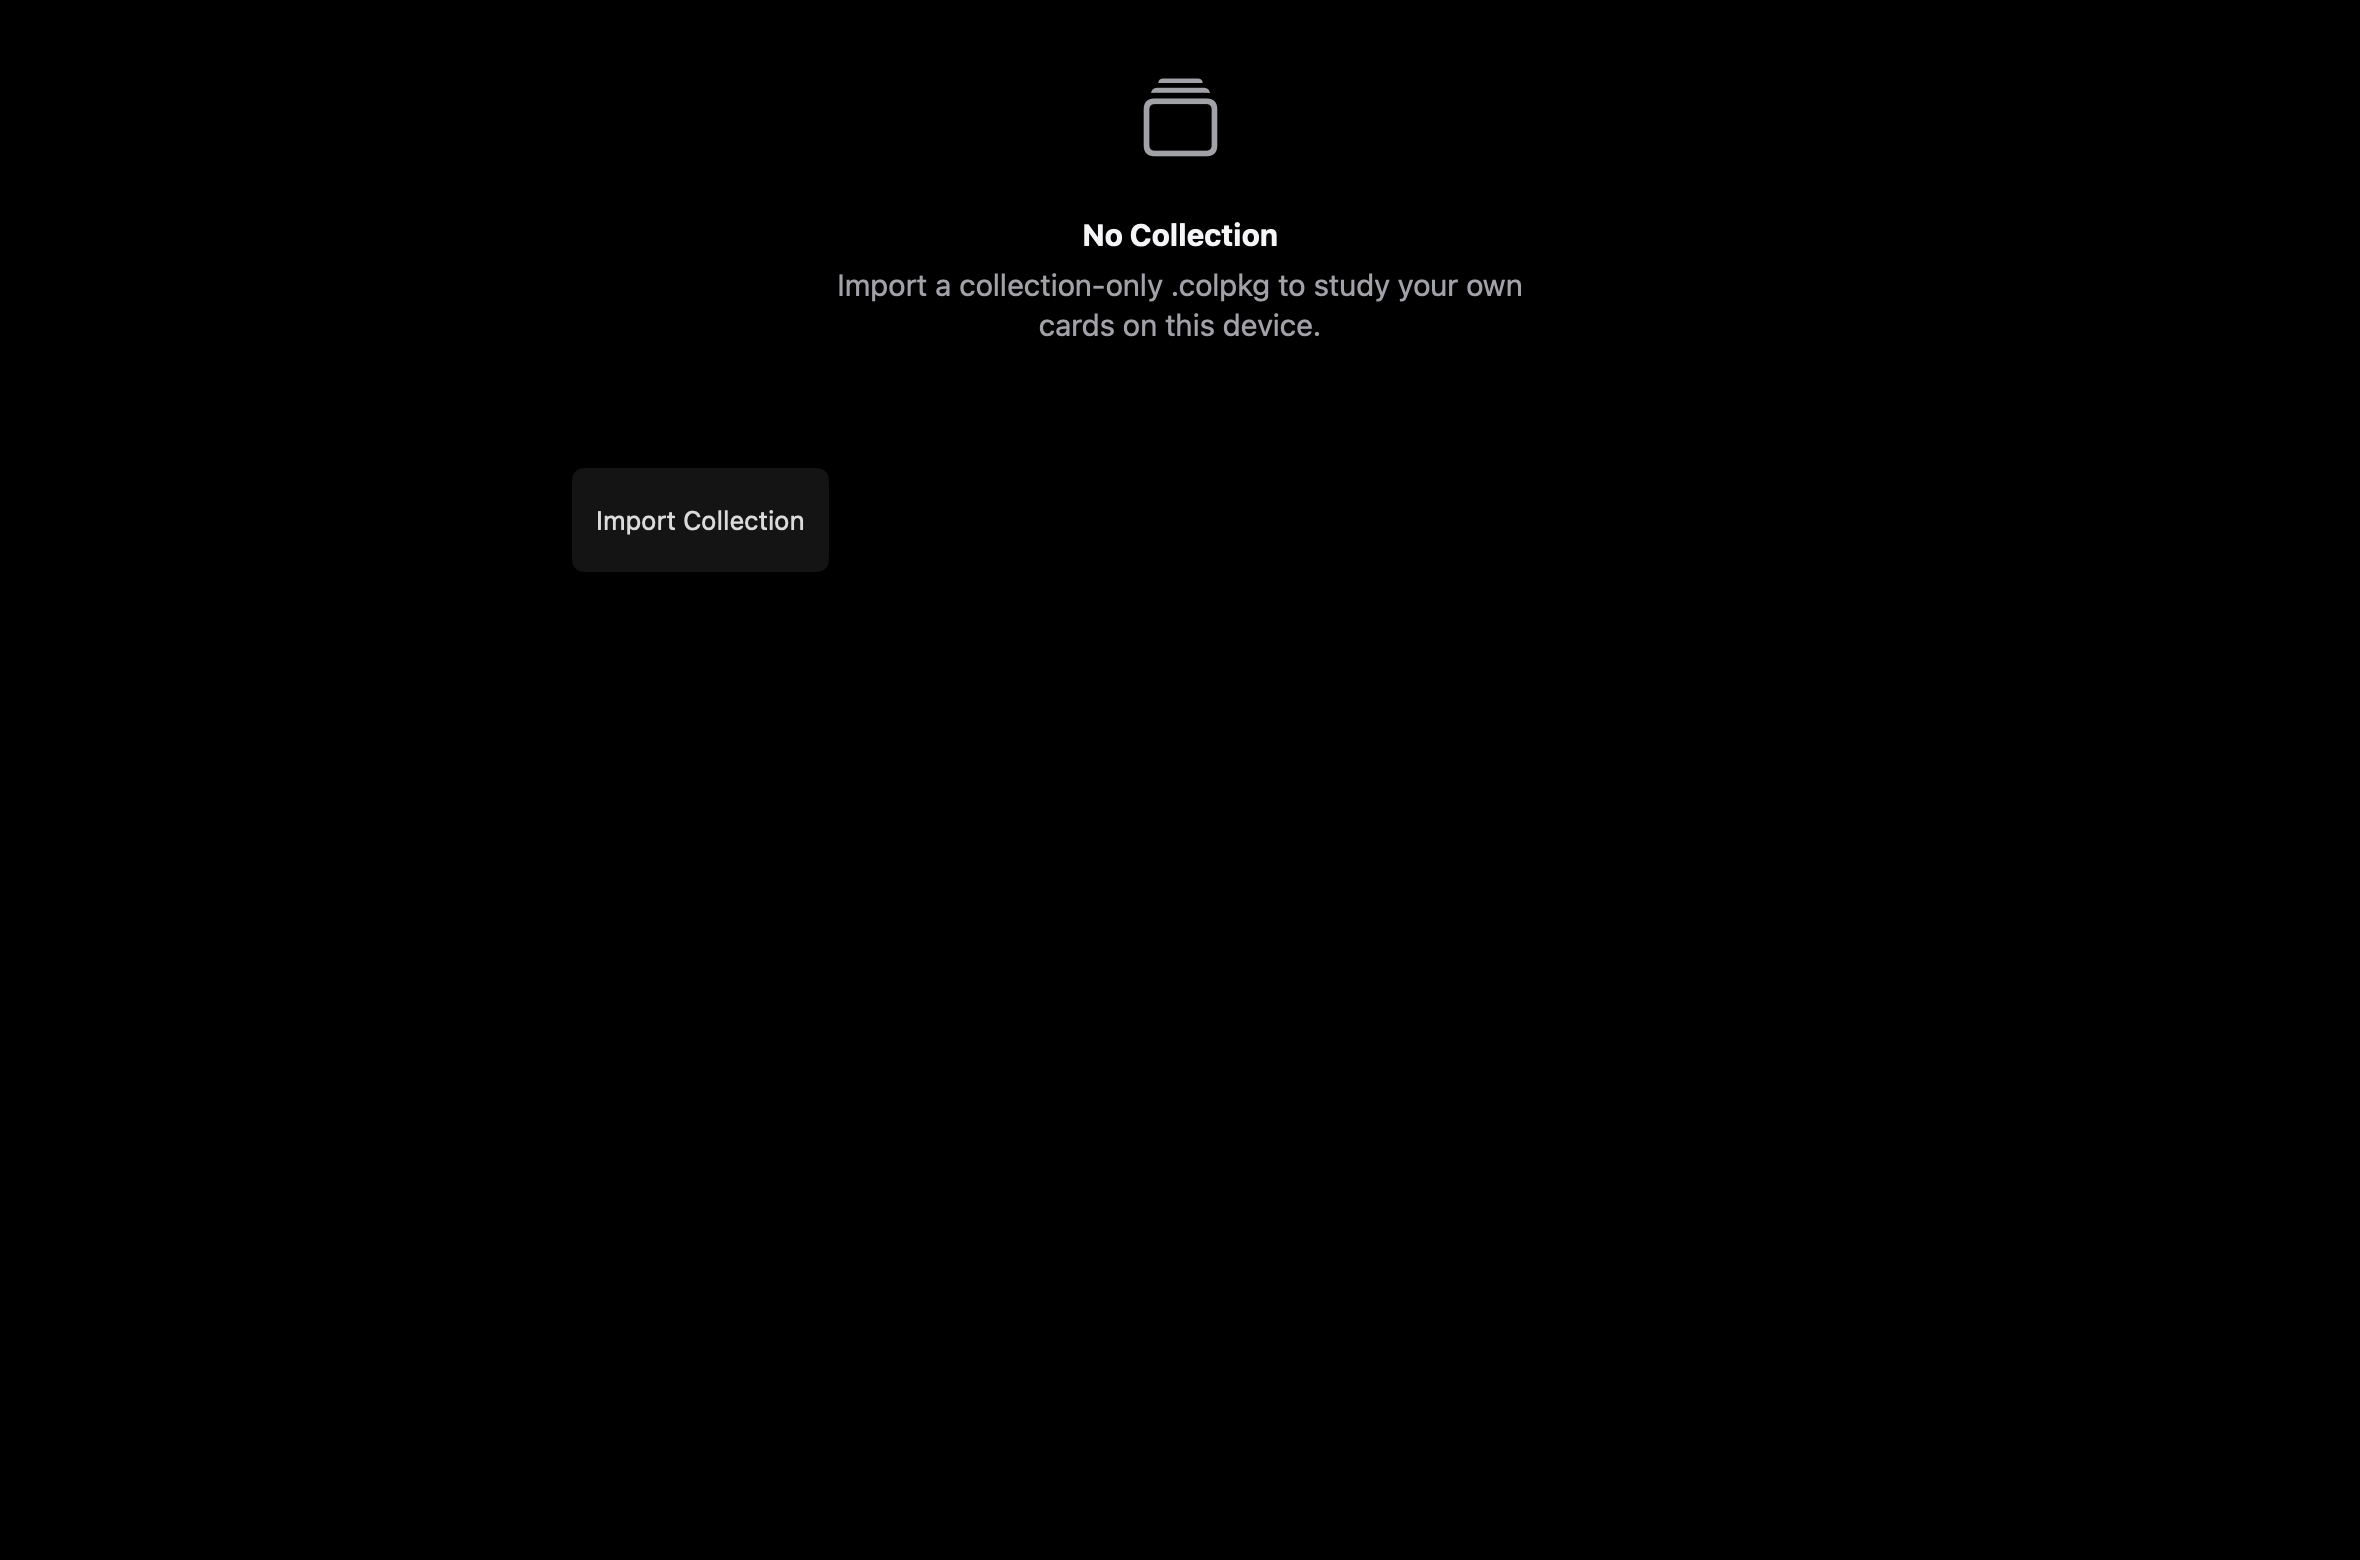 No Collection
Import a collection-only .colpkg to study your own
cards on this device.
Import Collection